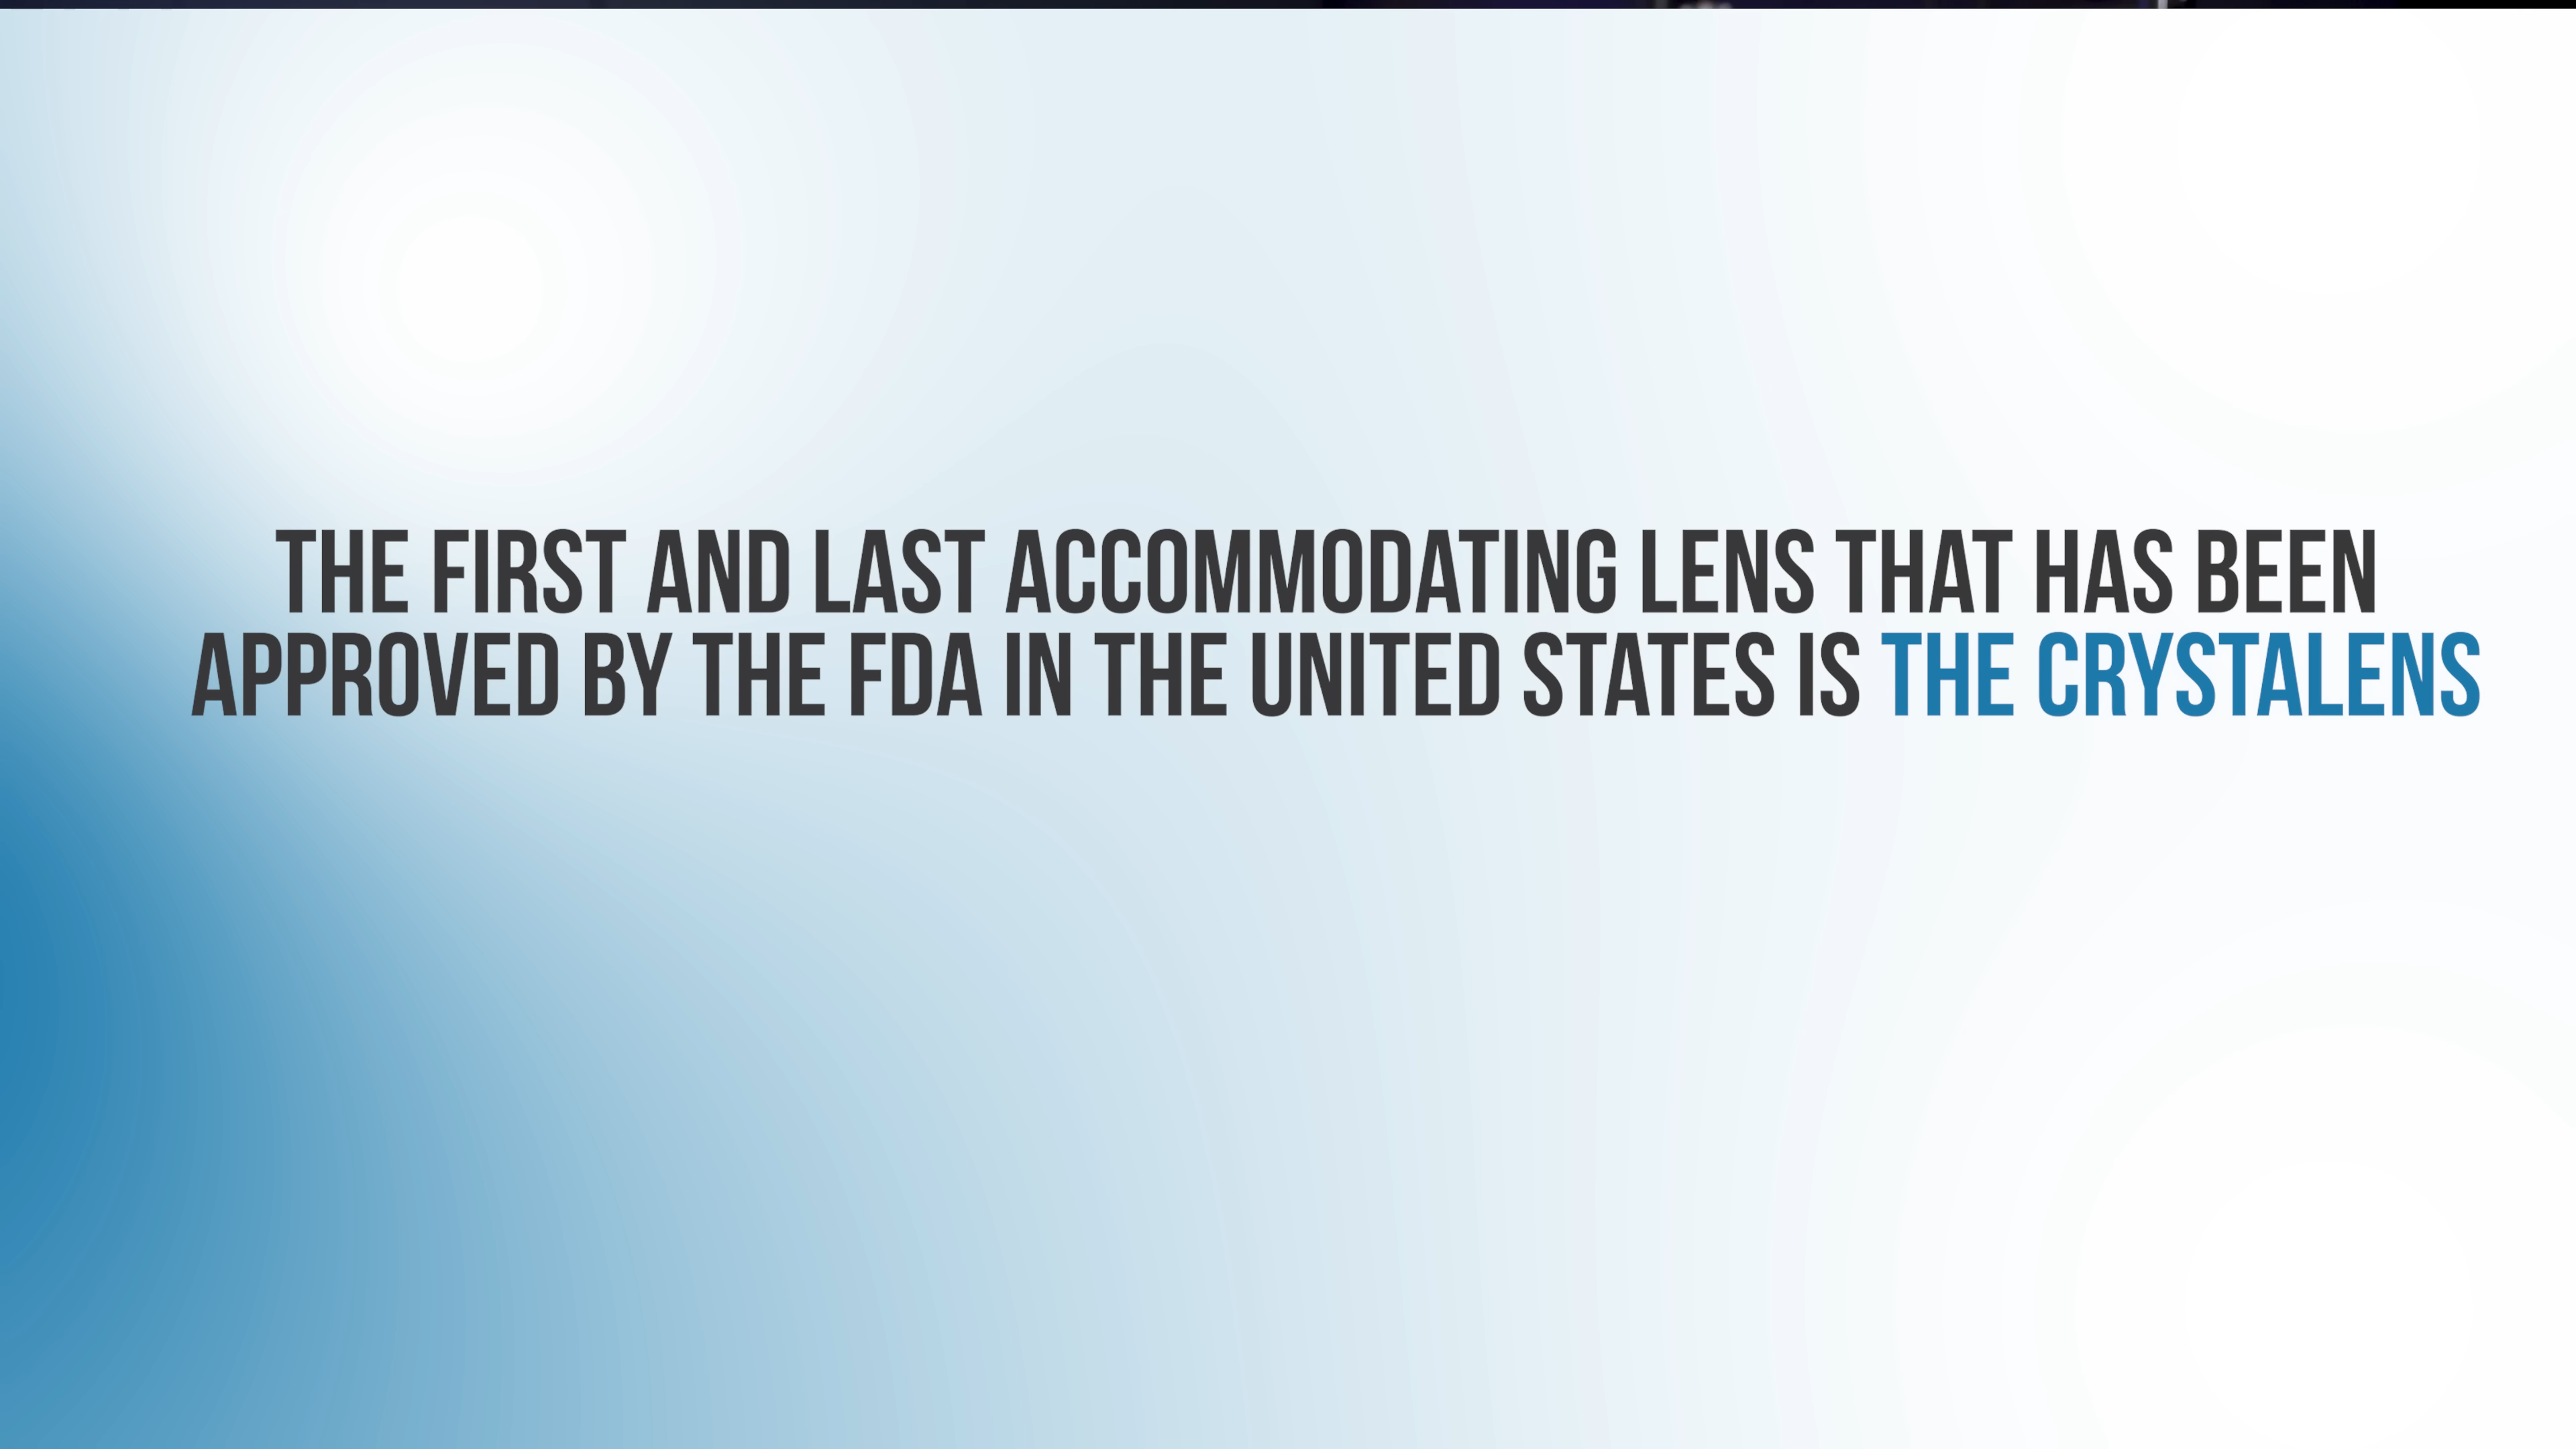 THE FIRST AND LAST ACCOMMODATING LENS THAT HAS BEEN
APPROVED BY THE FDA IN THE UNITED STATES IS THE CRYSTALENS